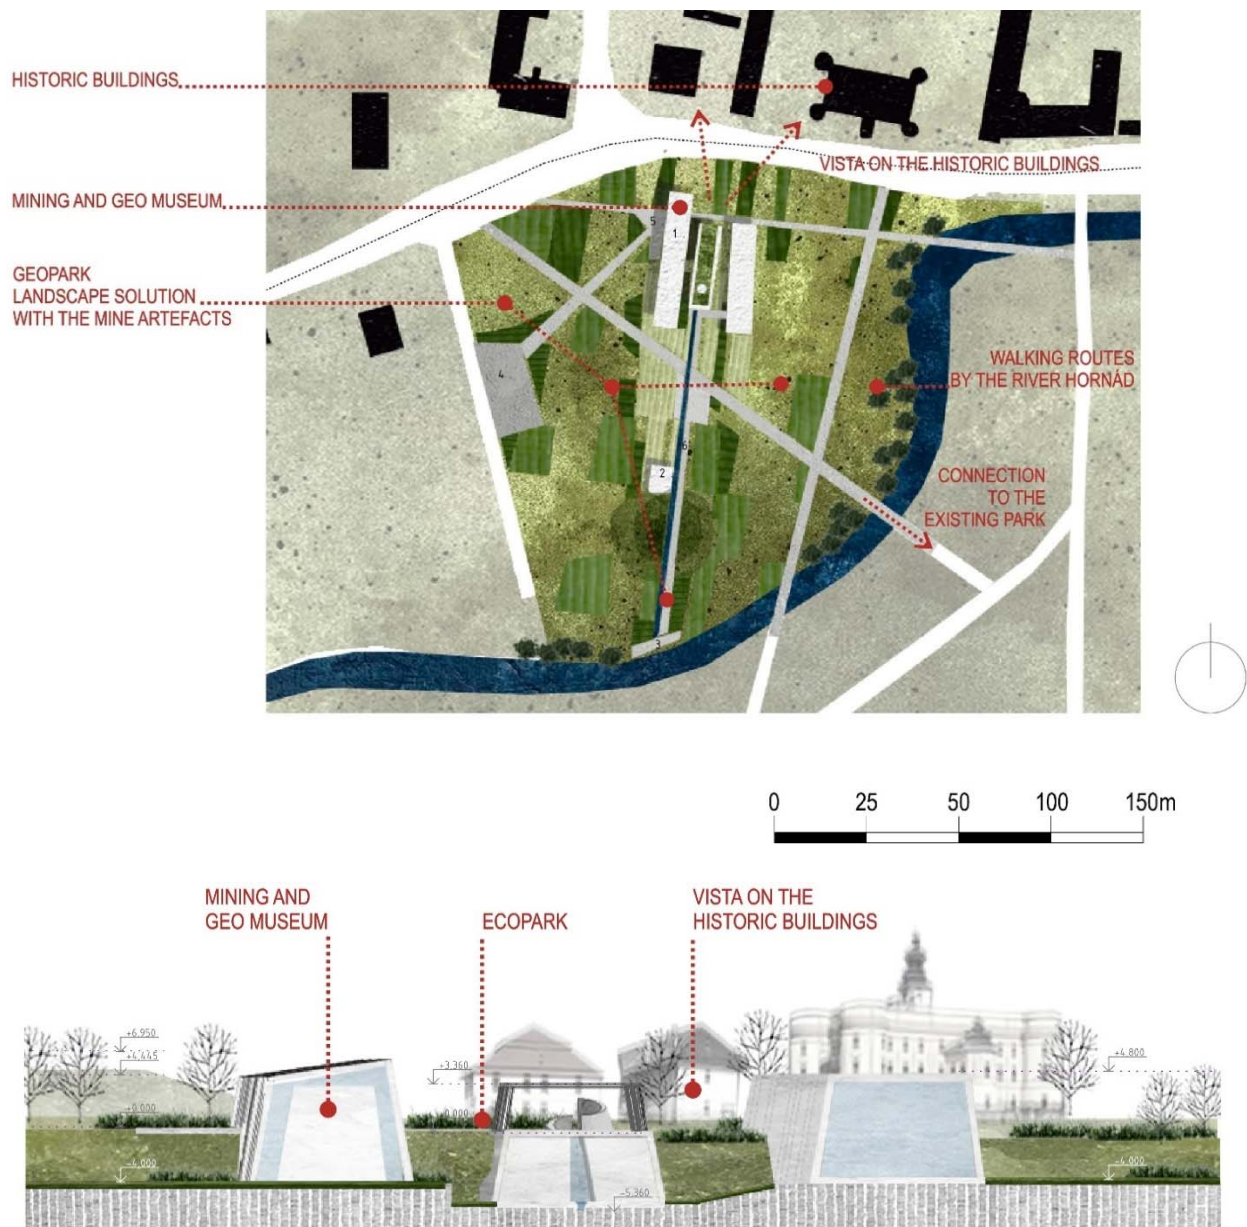 HISTORIC BUILDINGS
VISTA ON THE HISTORIC BUILDINGS
MINING AND GEO MUSEUM
5
1
GEOPARK
LANDSCAPE SOLUTION
WITH THE MINE ARTEFACTS
4
WALKING ROUTES
BY THE RIVER HORNÁD
6
2
CONNECTION
TO THE
EXISTING PARK
3
0 25 50 100 150m
MINING AND
GEO MUSEUM
ECOPARK
VISTA ON THE
HISTORIC BUILDINGS
+6.950
+4.445
+3.360
+4.800
±0.000
0.000
-4.000
-4.000
-5.360